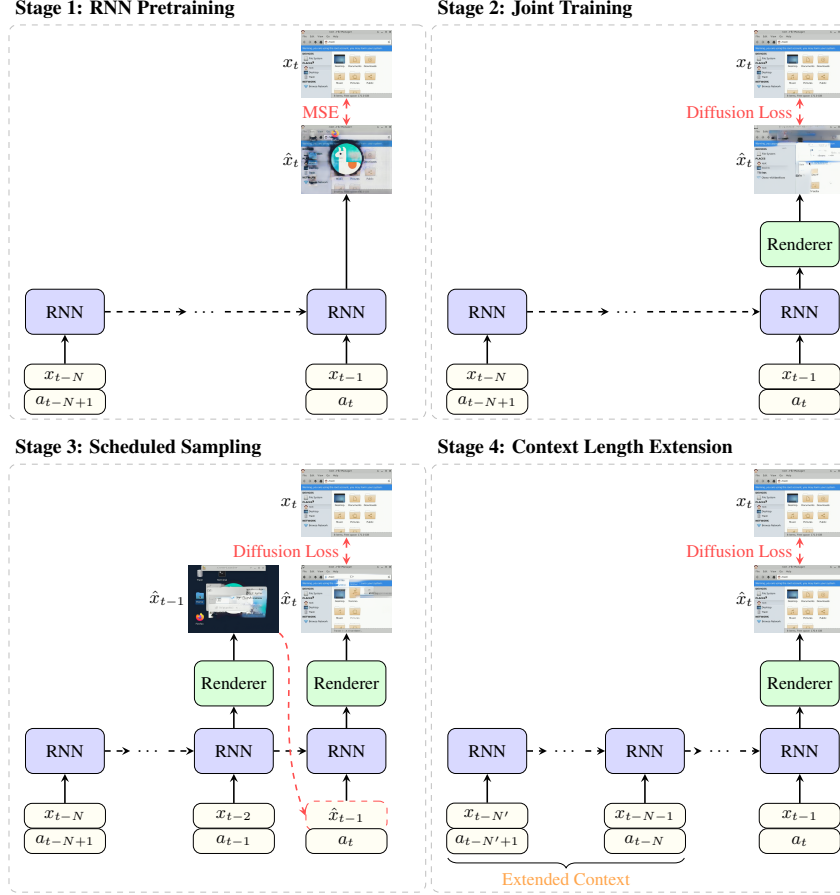 Stage 1: RNN Pretraining
x_t
MSE
x̂_t
RNN
···
RNN
x_{t−N}
a_{t−N+1}
x_{t−1}
a_t
Stage 2: Joint Training
x_t
Diffusion Loss
x̂_t
Renderer
RNN
···
RNN
x_{t−N}
a_{t−N+1}
x_{t−1}
a_t
Stage 3: Scheduled Sampling
x_t
Diffusion Loss
x̂_{t−1}
x̂_t
Renderer
Renderer
RNN
···
RNN
RNN
x_{t−N}
a_{t−N+1}
x_{t−2}
a_{t−1}
x̂_{t−1}
a_t
Stage 4: Context Length Extension
x_t
Diffusion Loss
x̂_t
Renderer
RNN
···
RNN
···
RNN
x_{t−N′}
a_{t−N′+1}
x_{t−N−1}
a_{t−N}
x_{t−1}
a_t
Extended Context